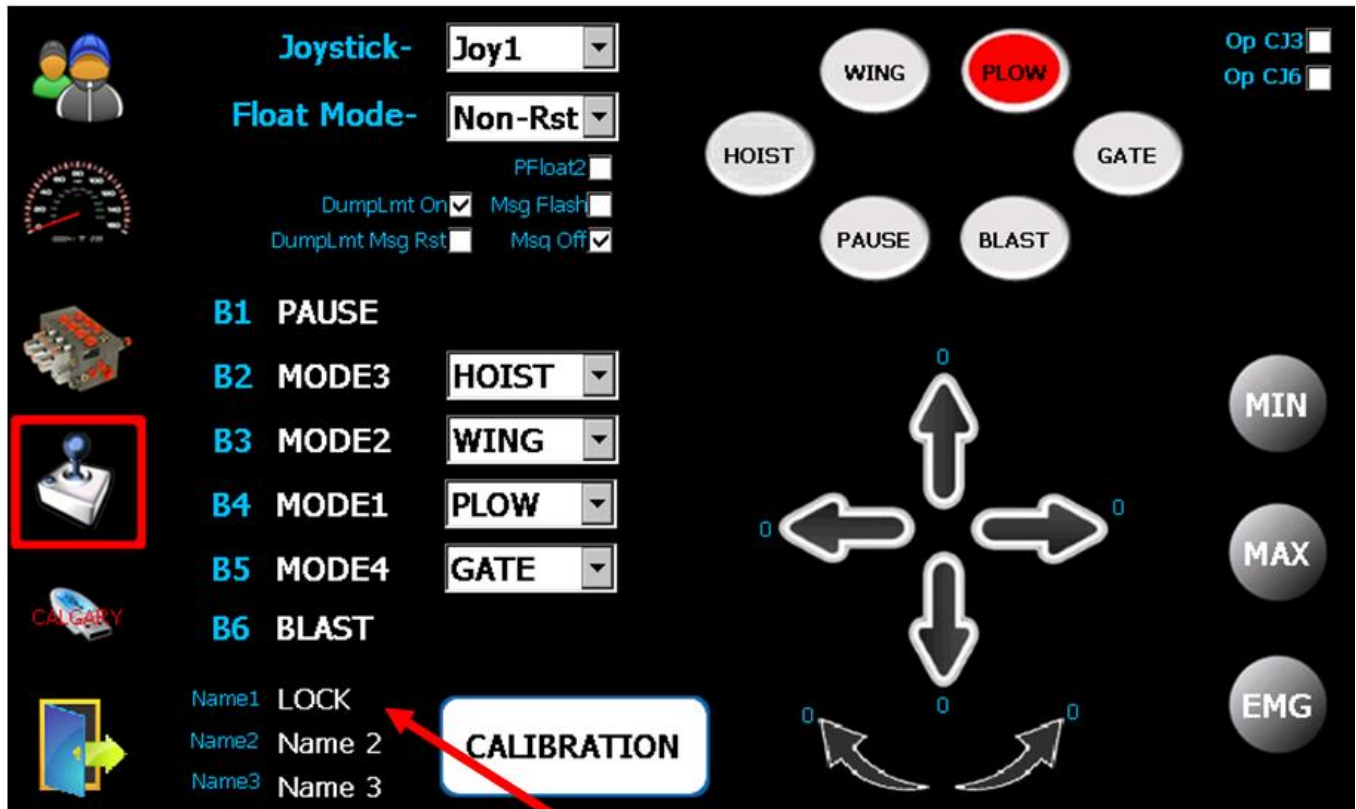 Joystick- Joy1
Float Mode- Non-Rst
PFloat2
DumpLmt On Msg Flash
DumpLmt Msg Rst Msq Off
B1 PAUSE
B2 MODE3 HOIST
B3 MODE2 WING
B4 MODE1 PLOW
B5 MODE4 GATE
B6 BLAST
CALGARY
Name1 LOCK
Name2 Name 2
Name3 Name 3
CALIBRATION
WING PLOW
HOIST GATE
PAUSE BLAST
Op CJ3
Op CJ6
0
0 0
0
0 0
MIN
MAX
EMG